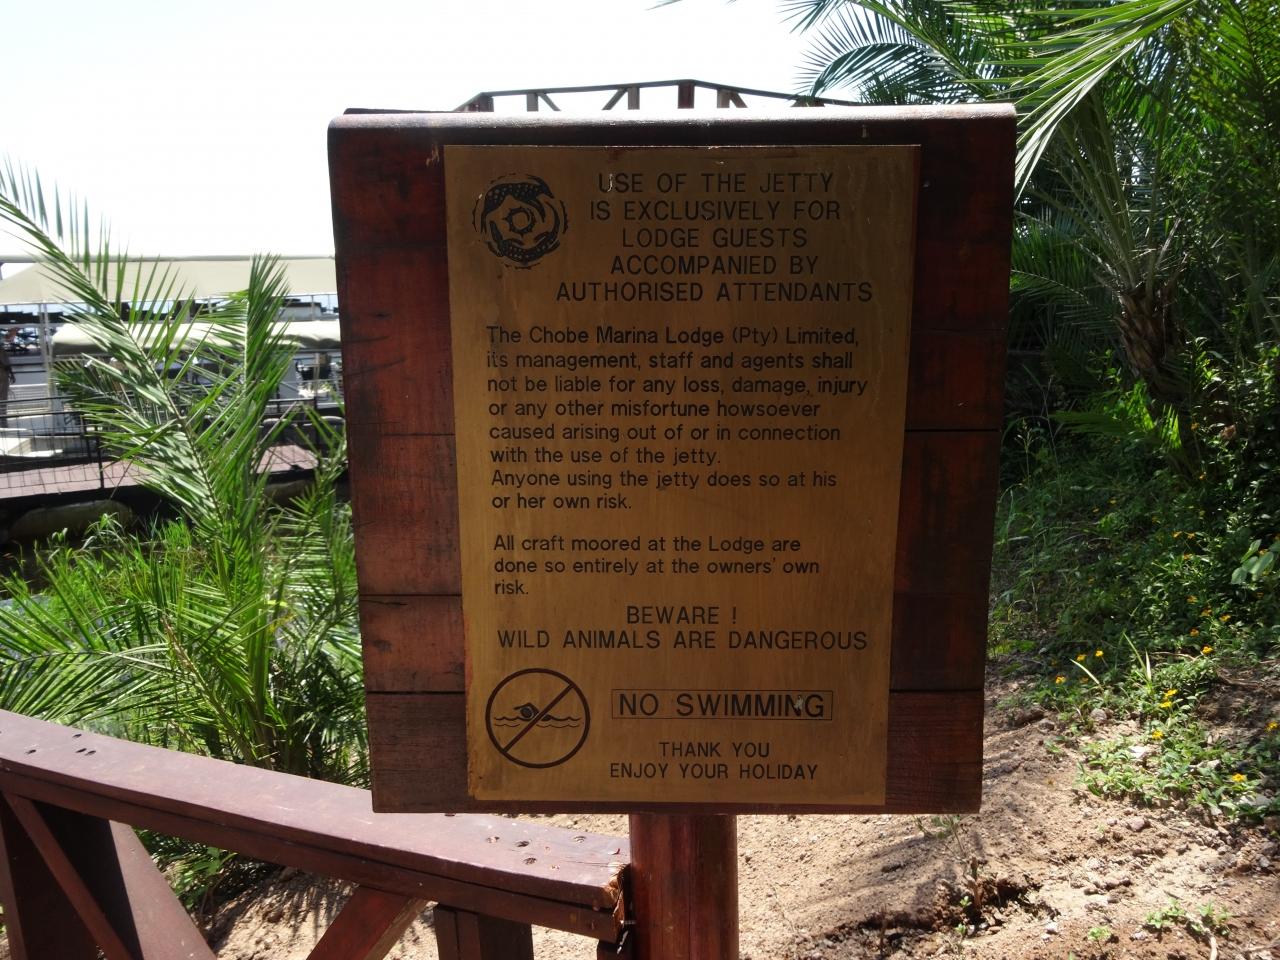 USE OF THE JETTY
IS EXCLUSIVELY FOR
LODGE GUESTS
ACCOMPANIED BY
AUTHORISED ATTENDANTS
The Chobe Marina Lodge (Pty) Limited,
its management, staff and agents shall
not be liable for any loss, damage, injury
or any other misfortune howsoever
caused arising out of or in connection
with the use of the jetty.
Anyone using the jetty does so at his
or her own risk.
All craft moored at the Lodge are
done so entirely at the owners' own
risk.
BEWARE !
WILD ANIMALS ARE DANGEROUS
NO SWIMMING
THANK YOU
ENJOY YOUR HOLIDAY